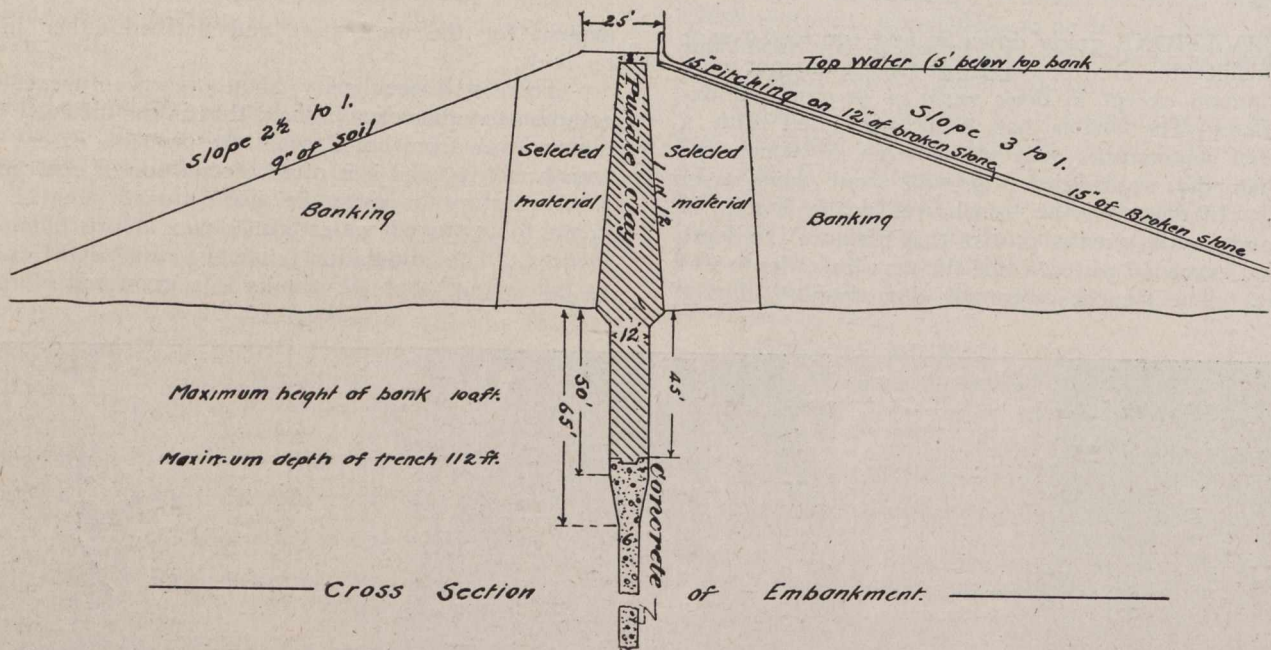 25'
Top Water (5' below top bank
15" Pitching on 12" of broken stone
Slope
3 to 1.
15" of Broken stone
Slope 2½ to 1.
9" of soil
Banking
Selected
material
Puddle clay
Selected
material
Banking
12'
45'
50'
65'
Maximum height of bank
Maximum depth of trench 112 ft.
Concrete
6'
Cross Section of Embankment.